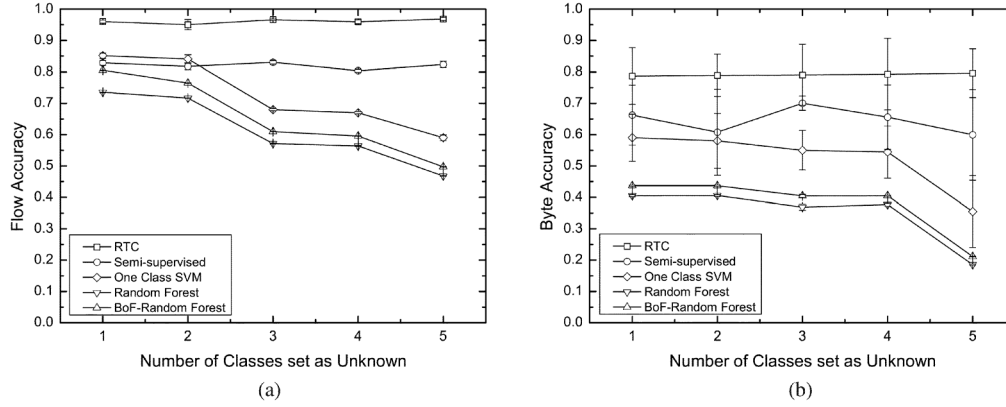 1.0
0.9
0.8
0.7
0.6
0.5
0.4
0.3
0.2
0.1
0.0
Flow Accuracy
RTC
Semi-supervised
One Class SVM
Random Forest
BoF-Random Forest
1 2 3 4 5
Number of Classes set as Unknown
(a)
1.0
0.9
0.8
0.7
0.6
0.5
0.4
0.3
0.2
0.1
0.0
Byte Accuracy
RTC
Semi-supervised
One Class SVM
Random Forest
BoF-Random Forest
1 2 3 4 5
Number of Classes set as Unknown
(b)